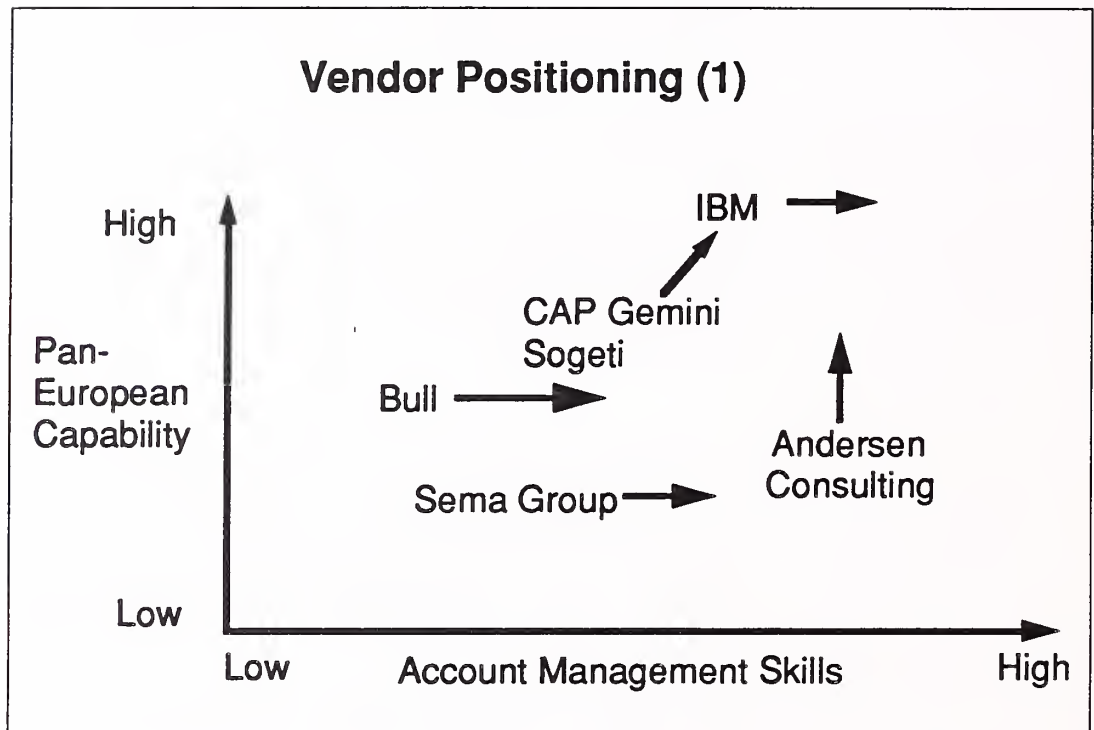 Vendor Positioning (1)
High
IBM
CAP Gemini
Sogeti
Pan-
European
Capability
Bull
Andersen
Consulting
Sema Group
Low
Low
Account Management Skills
High